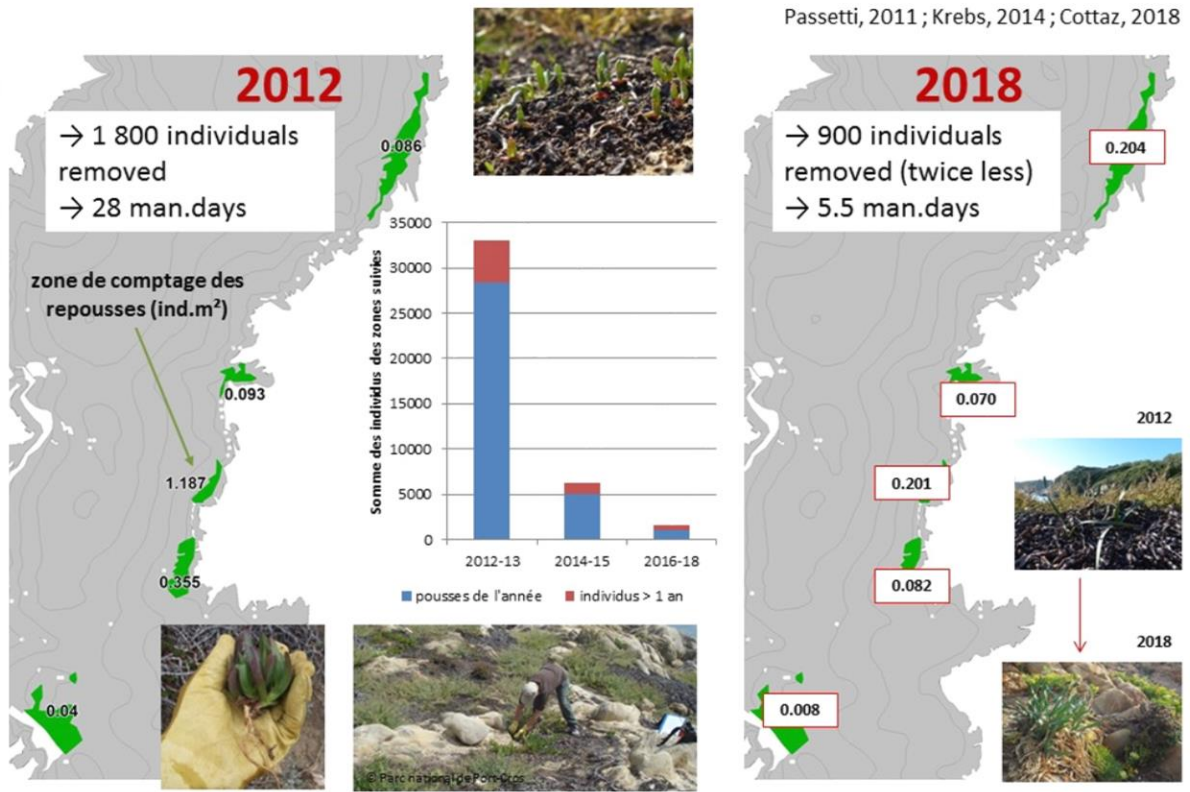 Passetti, 2011 ; Krebs, 2014 ; Cottaz, 2018
2012
→ 1 800 individuals
removed
→ 28 man.days
0.086
zone de comptage des
repousses (ind.m²)
0.093
1.187
0.355
0.04
Somme des individus des zones suivies
35000
30000
25000
20000
15000
10000
5000
0
2012-13
2014-15
2016-18
pousses de l'année
individus > 1 an
© Parc national de Port-Cros
2018
→ 900 individuals
removed (twice less)
→ 5.5 man.days
0.204
0.070
0.201
0.082
0.008
2012
2018